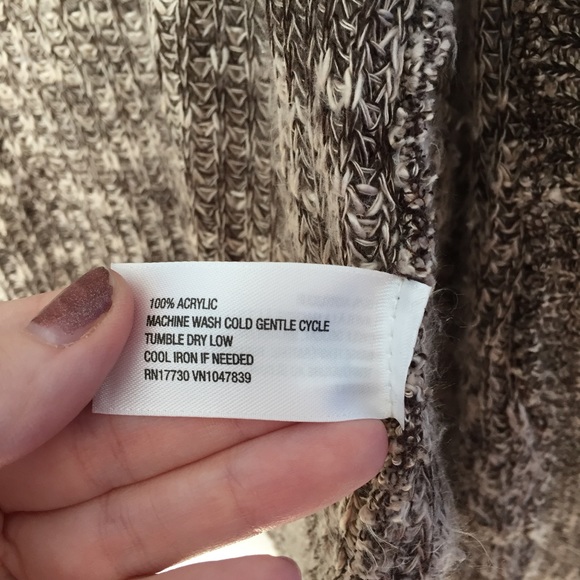 100% ACRYLIC
MACHINE WASH COLD GENTLE CYCLE
TUMBLE DRY LOW
COOL IRON IF NEEDED
RN17730 VN1047839